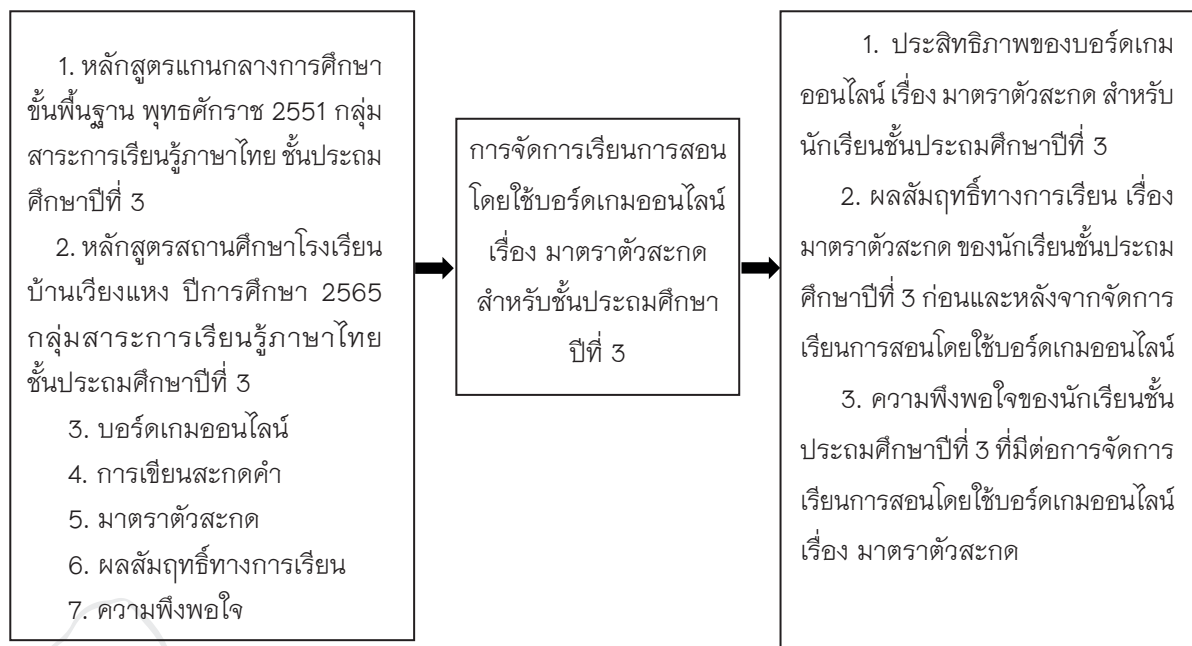 1. หลักสูตรแกนกลางการศึกษา
ขั้นพื้นฐาน พุทธศักราช 2551 กลุ่ม
สาระการเรียนรู้ภาษาไทย ชั้นประถม
ศึกษาปีที่ 3
2. หลักสูตรสถานศึกษาโรงเรียน
บ้านเวียงแหง ปีการศึกษา 2565
กลุ่มสาระการเรียนรู้ภาษาไทย
ชั้นประถมศึกษาปีที่ 3
3. บอร์ดเกมออนไลน์
4. การเขียนสะกดคำ
5. มาตราตัวสะกด
6. ผลสัมฤทธิ์ทางการเรียน
7. ความพึงพอใจ
การจัดการเรียนการสอน
โดยใช้บอร์ดเกมออนไลน์
เรื่อง มาตราตัวสะกด
สำหรับชั้นประถมศึกษา
ปีที่ 3
1. ประสิทธิภาพของบอร์ดเกม
ออนไลน์ เรื่อง มาตราตัวสะกด สำหรับ
นักเรียนชั้นประถมศึกษาปีที่ 3
2. ผลสัมฤทธิ์ทางการเรียน เรื่อง
มาตราตัวสะกด ของนักเรียนชั้นประถม
ศึกษาปีที่ 3 ก่อนและหลังจากจัดการ
เรียนการสอนโดยใช้บอร์ดเกมออนไลน์
3. ความพึงพอใจของนักเรียนชั้น
ประถมศึกษาปีที่ 3 ที่มีต่อการจัดการ
เรียนการสอนโดยใช้บอร์ดเกมออนไลน์
เรื่อง มาตราตัวสะกด